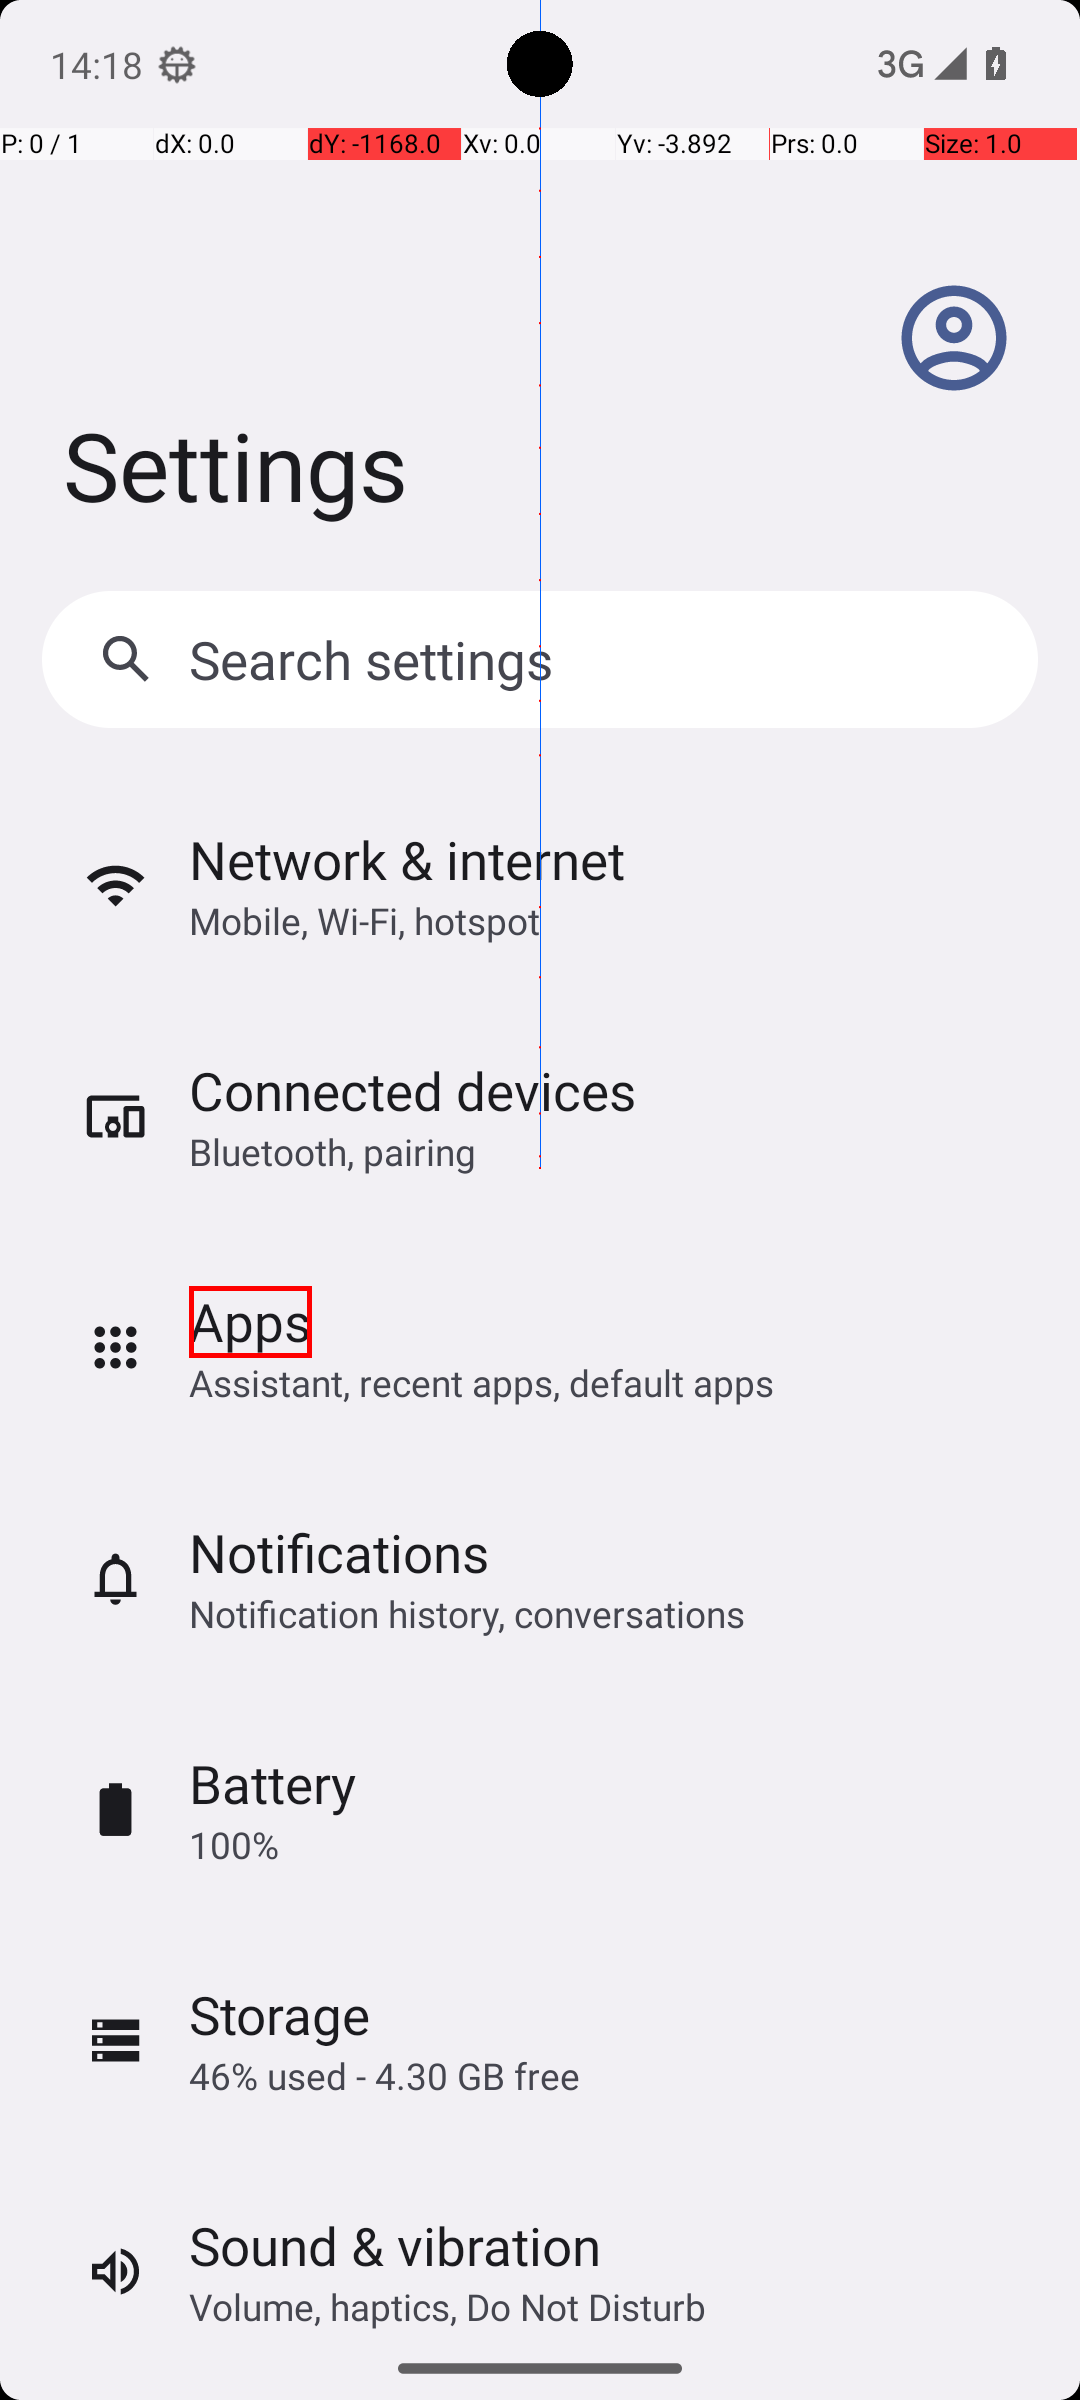 14:18
3G
P: 0 / 1 dX: 0.0 dY: -1168.0 Xv: 0.0 Yv: -3.892 Prs: 0.0 Size: 1.0
Settings
Search settings
Network & internet
Mobile, Wi-Fi, hotspot
Connected devices
Bluetooth, pairing
Apps
Assistant, recent apps, default apps
Notifications
Notification history, conversations
Battery
100%
Storage
46% used - 4.30 GB free
Sound & vibration
Volume, haptics, Do Not Disturb